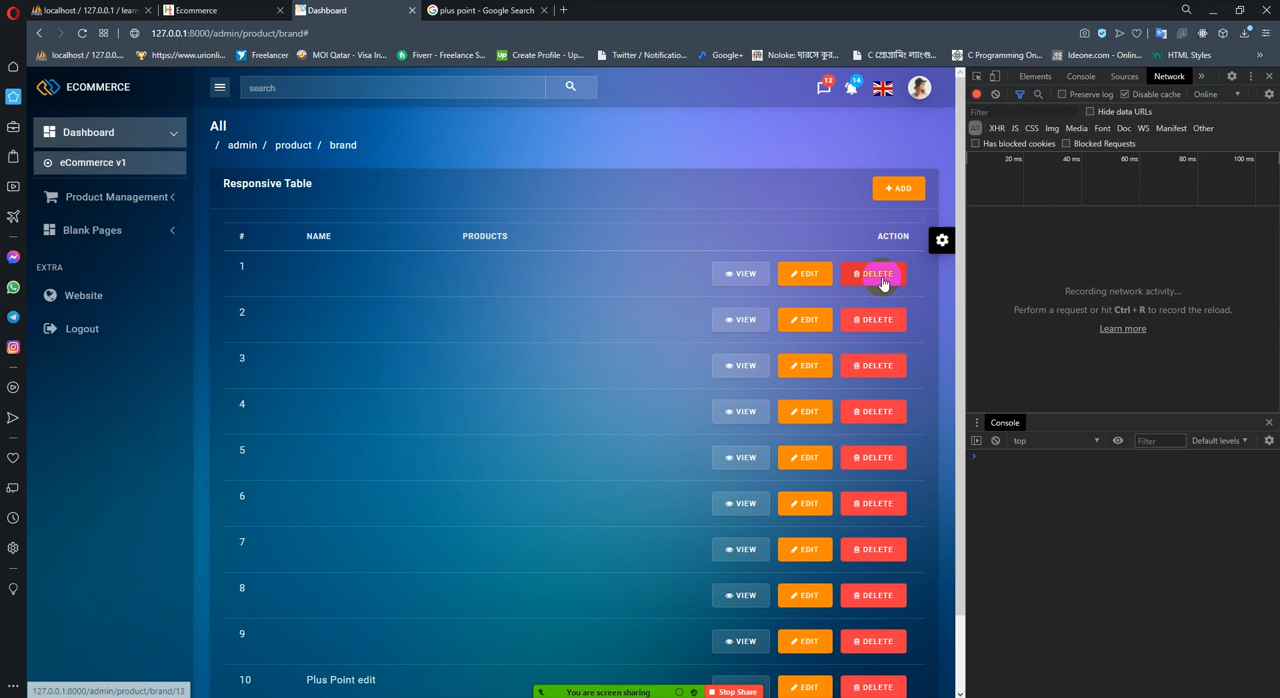 localhost / 127.0.0.1 / learn
Ecommerce
Dashboard
plus point - Google Search
127.0.0.1:8000/admin/product/brand#
localhost / 127.0.0....
https://www.urionli...
Freelancer
MOI Qatar - Visa In...
Fiverr - Freelance S...
Create Profile - Up...
Twitter / Notificatio...
Google+
C Programming On...
Ideone.com - Onlin...
HTML Styles
ECOMMERCE
search
12
14
Dashboard
eCommerce v1
Product Management
Blank Pages
EXTRA
Website
Logout
All
/ admin / product / brand
Responsive Table
+ ADD
# NAME PRODUCTS ACTION
1 VIEW EDIT DELETE
2 VIEW EDIT DELETE
3 VIEW EDIT DELETE
4 VIEW EDIT DELETE
5 VIEW EDIT DELETE
6 VIEW EDIT DELETE
7 VIEW EDIT DELETE
8 VIEW EDIT DELETE
9 VIEW EDIT DELETE
10 Plus Point edit EDIT DELETE
127.0.0.1:8000/admin/product/brand/13
You are screen sharing
Stop Share
Elements Console Sources Network
Preserve log Disable cache Online
Filter Hide data URLs
All XHR JS CSS Img Media Font Doc WS Manifest Other
Has blocked cookies Blocked Requests
20 ms 40 ms 60 ms 80 ms 100 ms
Recording network activity...
Perform a request or hit Ctrl + R to record the reload.
Learn more
Console
top Filter Default levels